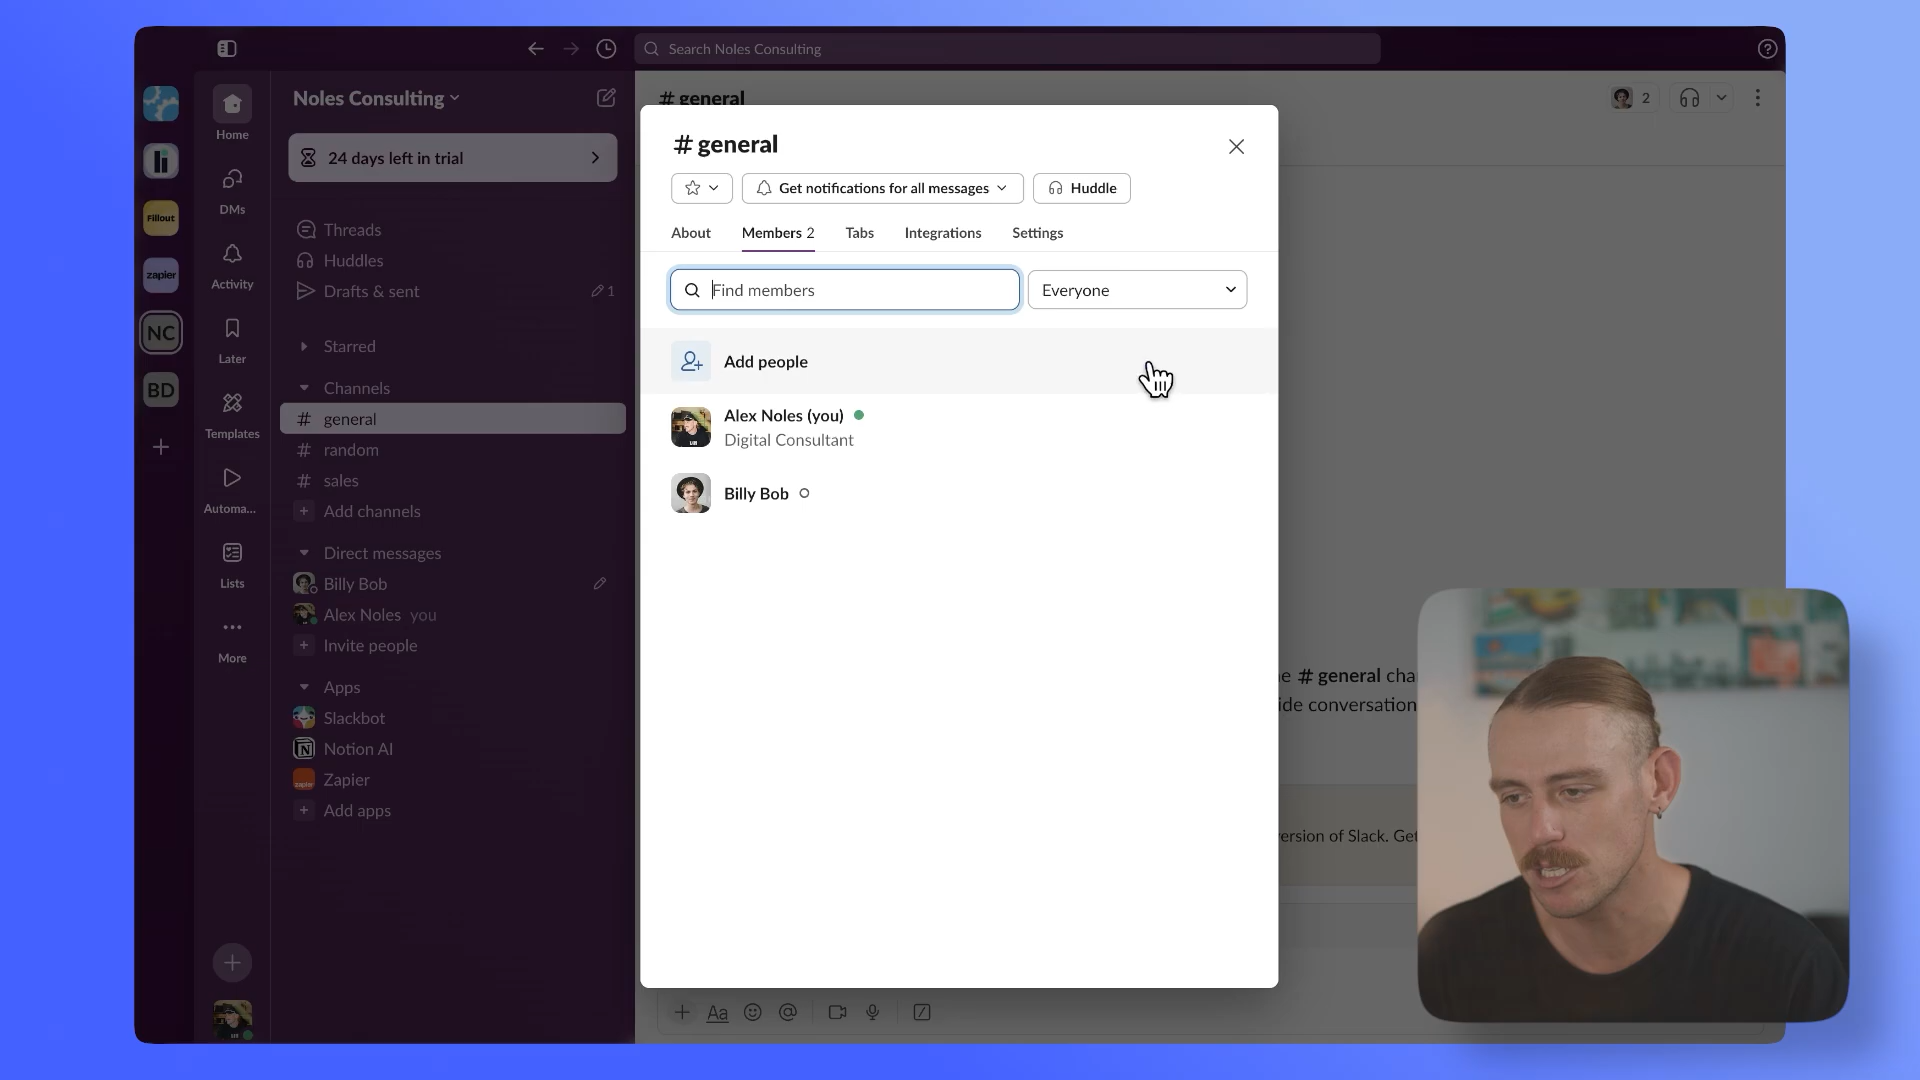 Search Noles Consulting
Fillout
zapier
NC
BD
Home
DMs
Activity
Later
Templates
Automa...
Lists
More
Noles Consulting
24 days left in trial
Threads
Huddles
Drafts & sent
1
Starred
Channels
# general
# random
# sales
+ Add channels
Direct messages
Billy Bob
Alex Noles you
+ Invite people
Apps
Slackbot
Notion AI
zapier
Zapier
+ Add apps
# general
2
# general
Get notifications for all messages
Huddle
About
Members 2
Tabs
Integrations
Settings
Find members
Everyone
Add people
Alex Noles (you)
Digital Consultant
Billy Bob
e # general cha
ide conversation
ersion of Slack. Get
Aa